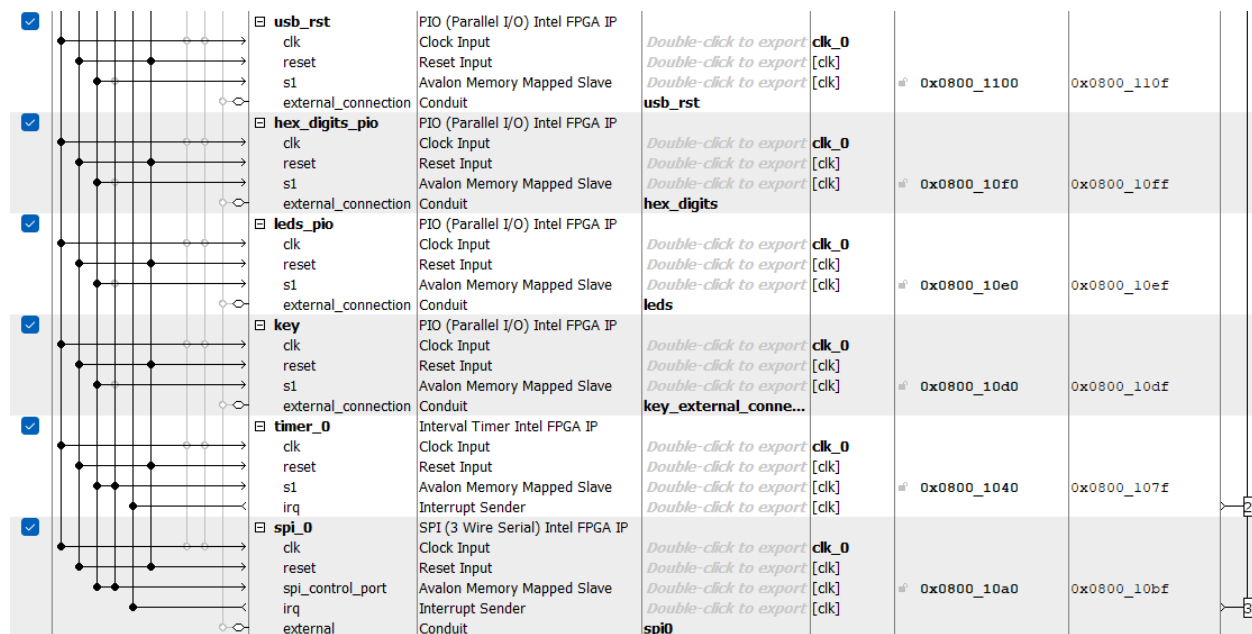 usb_rst PIO (Parallel I/O) Intel FPGA IP
clk Clock Input Double-click to export clk_0
reset Reset Input Double-click to export [clk]
s1 Avalon Memory Mapped Slave Double-click to export [clk] 0x0800_1100 0x0800_110f
external_connection Conduit usb_rst
hex_digits_pio PIO (Parallel I/O) Intel FPGA IP
clk Clock Input Double-click to export clk_0
reset Reset Input Double-click to export [clk]
s1 Avalon Memory Mapped Slave Double-click to export [clk] 0x0800_10f0 0x0800_10ff
external_connection Conduit hex_digits
leds_pio PIO (Parallel I/O) Intel FPGA IP
clk Clock Input Double-click to export clk_0
reset Reset Input Double-click to export [clk]
s1 Avalon Memory Mapped Slave Double-click to export [clk] 0x0800_10e0 0x0800_10ef
external_connection Conduit leds
key PIO (Parallel I/O) Intel FPGA IP
clk Clock Input Double-click to export clk_0
reset Reset Input Double-click to export [clk]
s1 Avalon Memory Mapped Slave Double-click to export [clk] 0x0800_10d0 0x0800_10df
external_connection Conduit key_external_conne...
timer_0 Interval Timer Intel FPGA IP
clk Clock Input Double-click to export clk_0
reset Reset Input Double-click to export [clk]
s1 Avalon Memory Mapped Slave Double-click to export [clk] 0x0800_1040 0x0800_107f
irq Interrupt Sender Double-click to export [clk] 2
spi_0 SPI (3 Wire Serial) Intel FPGA IP
clk Clock Input Double-click to export clk_0
reset Reset Input Double-click to export [clk]
spi_control_port Avalon Memory Mapped Slave Double-click to export [clk] 0x0800_10a0 0x0800_10bf
irq Interrupt Sender Double-click to export [clk] 3
external Conduit spi0